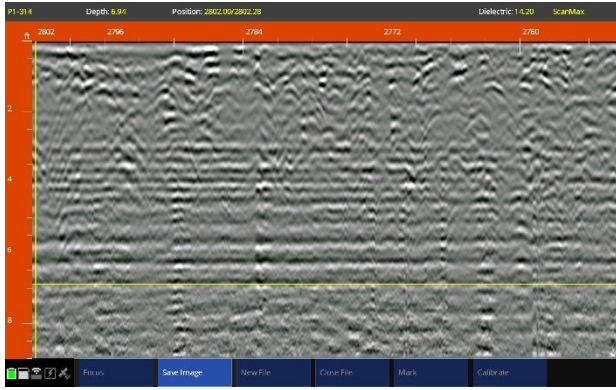 P1-314 Depth: 6.94 Position: 2802.00/2802.28 Dielectric: 14.20 ScanMax
ft 2802 2796 2784 2772 2760
2
4
6
8
Focus Save Image New File Close File Mark Calibrate